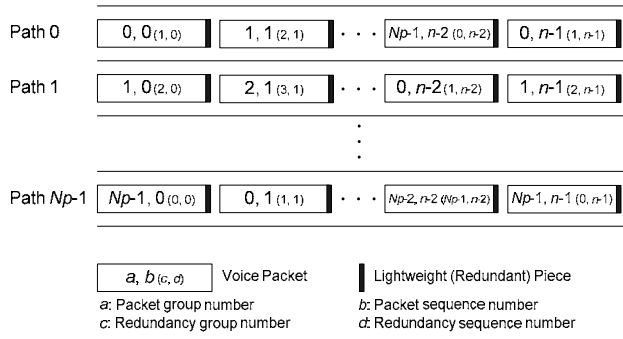 Path 0 0, 0 (1, 0) 1, 1 (2, 1) · · · Np-1, n-2 (0, n-2) 0, n-1 (1, n-1)
Path 1 1, 0 (2, 0) 2, 1 (3, 1) · · · 0, n-2 (1, n-2) 1, n-1 (2, n-1)
Path Np-1 Np-1, 0 (0, 0) 0, 1 (1, 1) · · · Np-2, n-2 (Np-1, n-2) Np-1, n-1 (0, n-1)
a, b (c, d) Voice Packet Lightweight (Redundant) Piece
a: Packet group number b: Packet sequence number
c: Redundancy group number d: Redundancy sequence number